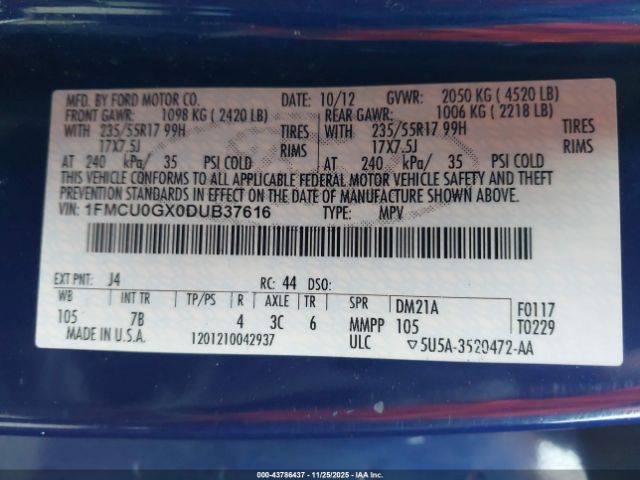 MFD. BY FORD MOTOR CO. DATE: 10/12 GVWR: 2050 KG ( 4520 LB)
FRONT GAWR: 1098 KG ( 2420 LB) REAR GAWR: 1006 KG ( 2218 LB)
WITH 235/55R17 99H TIRES WITH 235/55R17 99H TIRES
17X7.5J RIMS 17X7.5J RIMS
AT 240 kPa/ 35 PSI COLD AT 240 kPa/ 35 PSI COLD
THIS VEHICLE CONFORMS TO ALL APPLICABLE FEDERAL MOTOR VEHICLE SAFETY AND THEFT
PREVENTION STANDARDS IN EFFECT ON THE DATE OF MANUFACTURE SHOWN ABOVE.
VIN: 1FMCU0GX0DUB37616 TYPE: MPV
EXT PNT: J4 RC: 44 DSO:
WB INT TR TP/PS R AXLE TR SPR DM21A F0117
105 7B 4 3C 6 MMPP 105 T0229
MADE IN U.S.A. 1201210042937 ULC ▽5U5A-3520472-AA
000-43786437 - 11/25/2025 - IAAI.COM